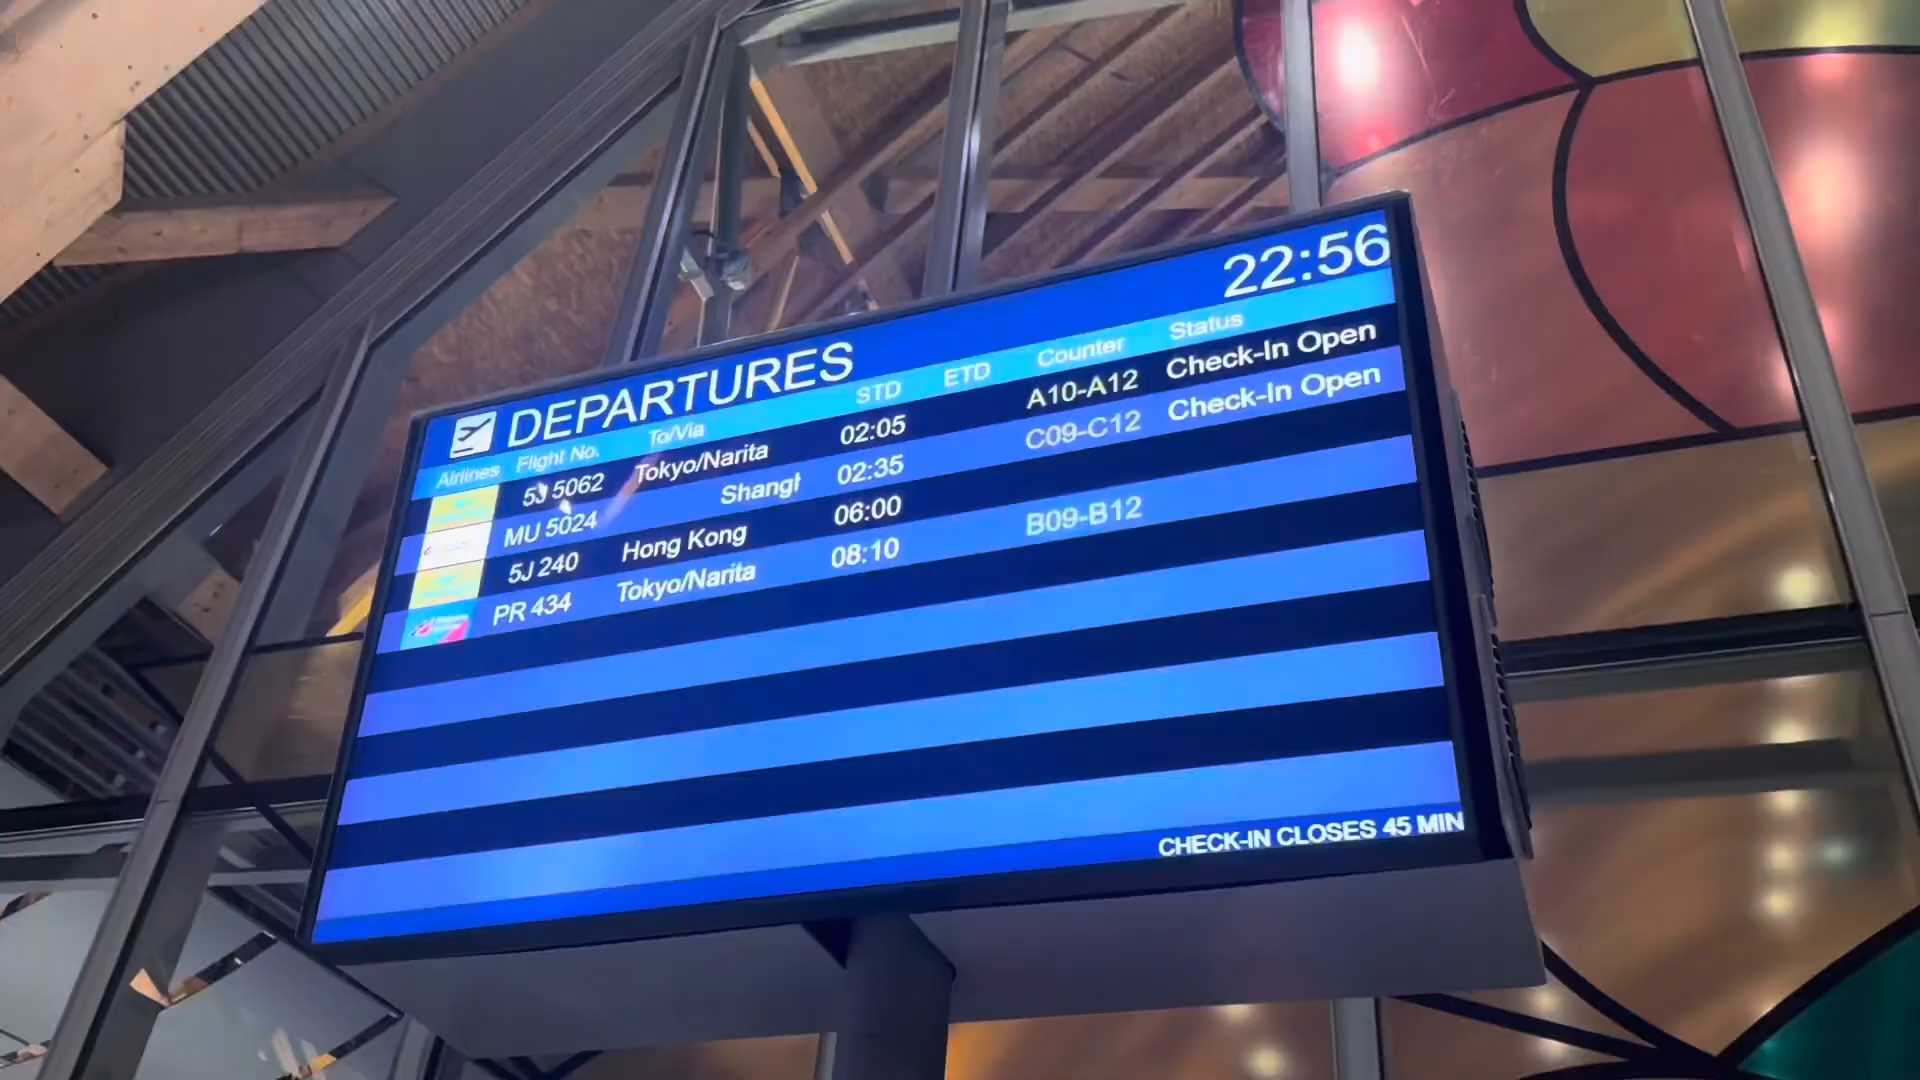 22:56
DEPARTURES
Airlines Flight No. To/Via STD ETD Counter Status
5J 5062 Tokyo/Narita 02:05 A10-A12 Check-In Open
MU 5024 Shangh 02:35 C09-C12 Check-In Open
5J 240 Hong Kong 06:00
PR 434 Tokyo/Narita 08:10 B09-B12
CHECK-IN CLOSES 45 MIN